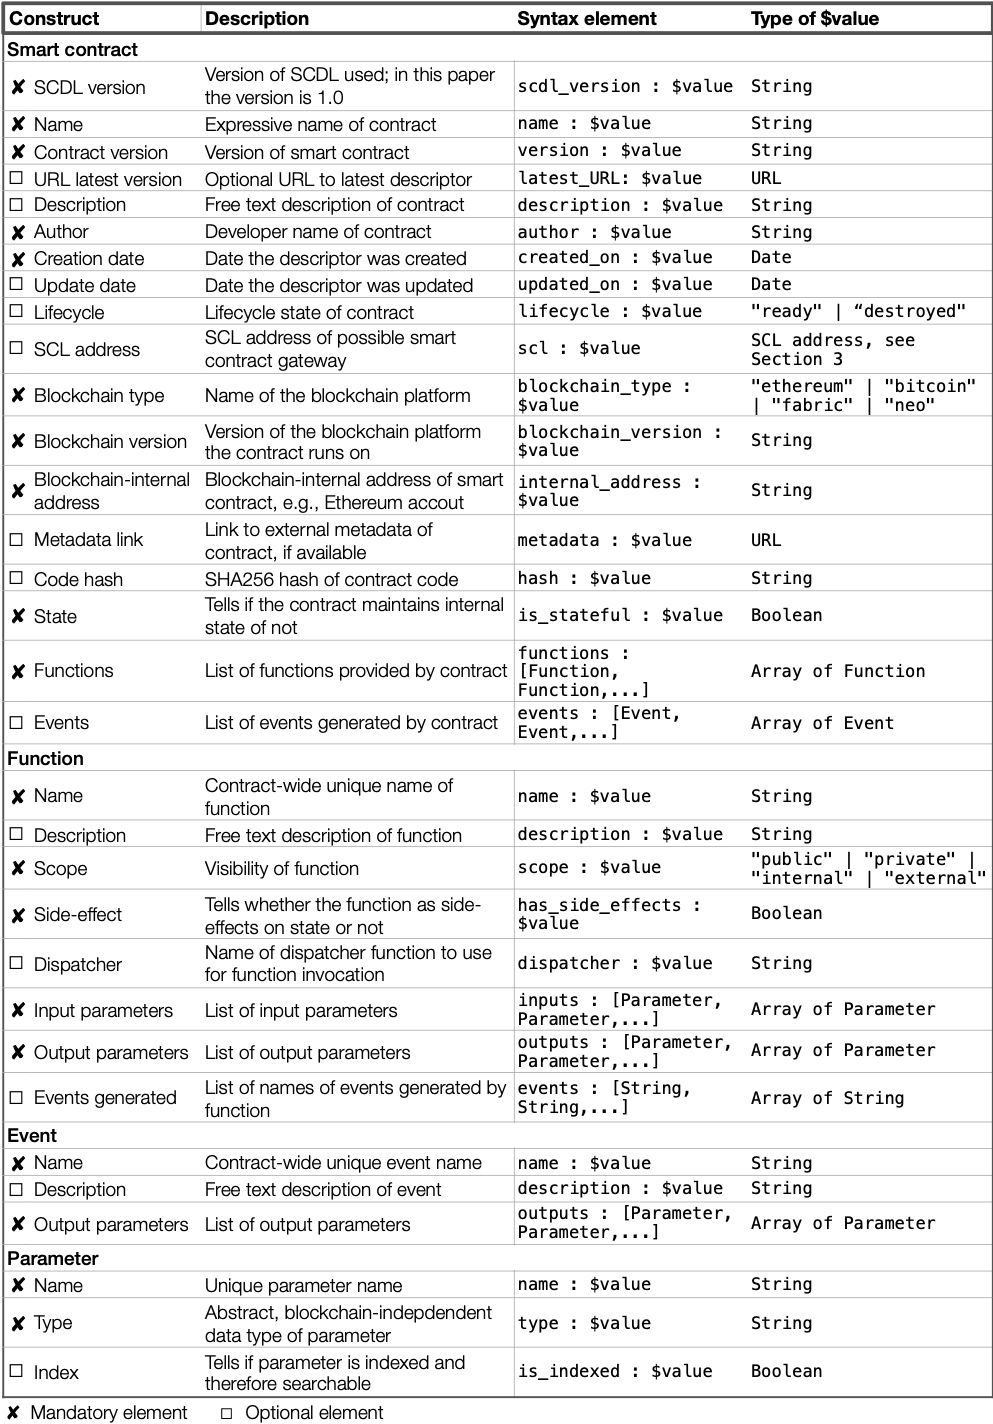 Construct Description Syntax element Type of $value
Smart contract
✘ SCDL version Version of SCDL used; in this paper the version is 1.0 scdl_version : $value String
✘ Name Expressive name of contract name : $value String
✘ Contract version Version of smart contract version : $value String
☐ URL latest version Optional URL to latest descriptor latest_URL: $value URL
☐ Description Free text description of contract description : $value String
✘ Author Developer name of contract author : $value String
✘ Creation date Date the descriptor was created created_on : $value Date
☐ Update date Date the descriptor was updated updated_on : $value Date
☐ Lifecycle Lifecycle state of contract lifecycle : $value "ready" | “destroyed"
☐ SCL address SCL address of possible smart contract gateway scl : $value SCL address, see Section 3
✘ Blockchain type Name of the blockchain platform blockchain_type : $value "ethereum" | "bitcoin" | "fabric" | "neo"
✘ Blockchain version Version of the blockchain platform the contract runs on blockchain_version : $value String
✘ Blockchain-internal address Blockchain-internal address of smart contract, e.g., Ethereum accout internal_address : $value String
☐ Metadata link Link to external metadata of contract, if available metadata : $value URL
☐ Code hash SHA256 hash of contract code hash : $value String
✘ State Tells if the contract maintains internal state of not is_stateful : $value Boolean
✘ Functions List of functions provided by contract functions : [Function, Function,...] Array of Function
☐ Events List of events generated by contract events : [Event, Event,...] Array of Event
Function
✘ Name Contract-wide unique name of function name : $value String
☐ Description Free text description of function description : $value String
✘ Scope Visibility of function scope : $value "public" | "private" | "internal" | "external"
✘ Side-effect Tells whether the function as side-effects on state or not has_side_effects : $value Boolean
☐ Dispatcher Name of dispatcher function to use for function invocation dispatcher : $value String
✘ Input parameters List of input parameters inputs : [Parameter, Parameter,...] Array of Parameter
✘ Output parameters List of output parameters outputs : [Parameter, Parameter,...] Array of Parameter
☐ Events generated List of names of events generated by function events : [String, String,...] Array of String
Event
✘ Name Contract-wide unique event name name : $value String
☐ Description Free text description of event description : $value String
✘ Output parameters List of output parameters outputs : [Parameter, Parameter,...] Array of Parameter
Parameter
✘ Name Unique parameter name name : $value String
✘ Type Abstract, blockchain-indepdendent data type of parameter type : $value String
☐ Index Tells if parameter is indexed and therefore searchable is_indexed : $value Boolean
✘ Mandatory element ☐ Optional element